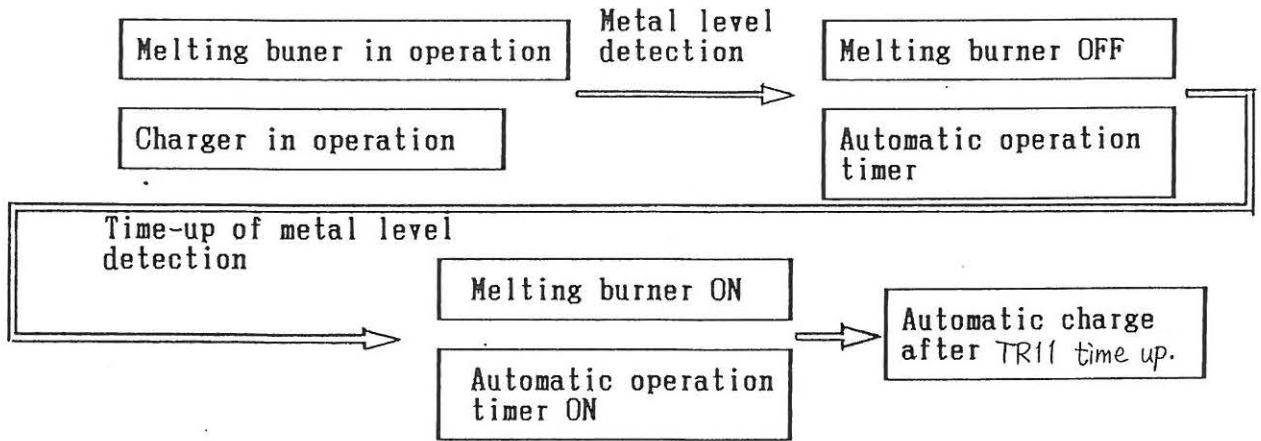 Melting buner in operation
Charger in operation
Metal level
detection
Melting burner OFF
Automatic operation
timer
Time-up of metal level
detection
Melting burner ON
Automatic operation
timer ON
Automatic charge
after TR11 time up.